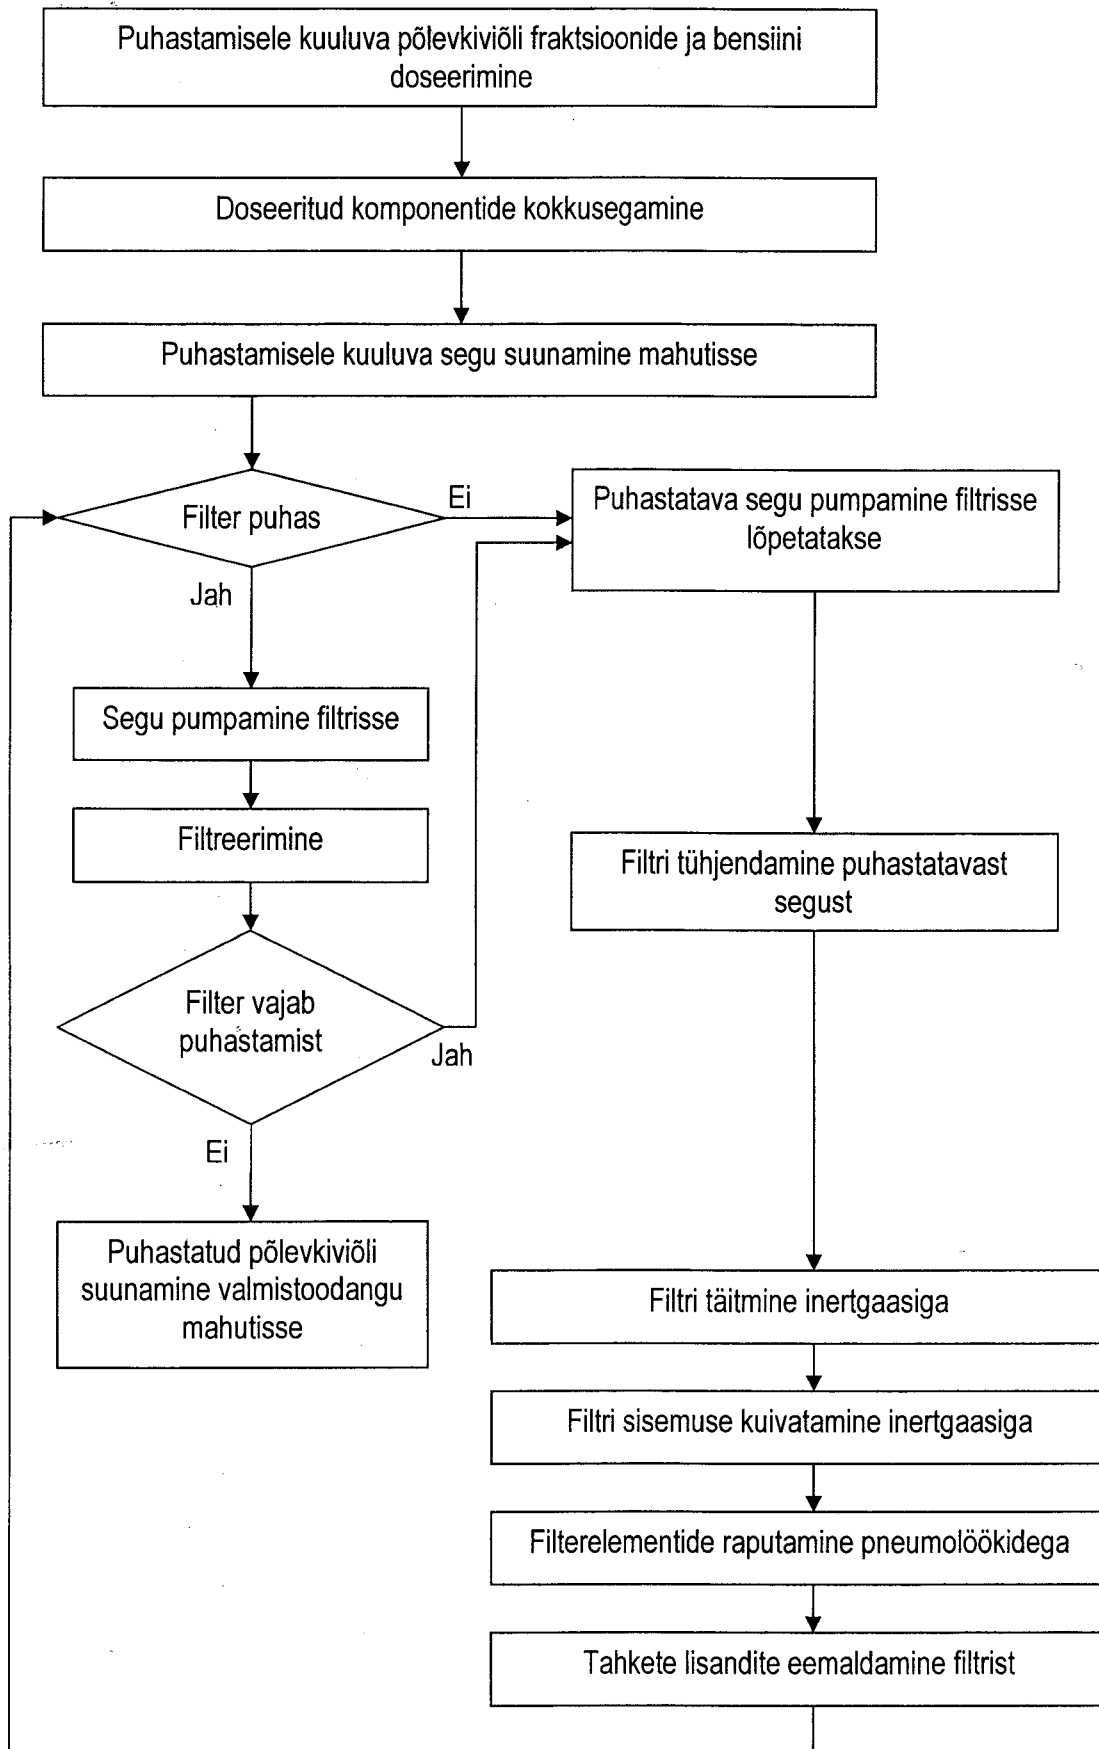 Puhastamisele kuuluva põlevkiviõli fraktsioonide ja bensiini
doseerimine
Doseeritud komponentide kokkusegamine
Puhastamisele kuuluva segu suunamine mahutisse
Filter puhas
Ei
Jah
Puhastatava segu pumpamine filtrisse
lõpetatakse
Segu pumpamine filtrisse
Filtreerimine
Filter vajab
puhastamist
Jah
Ei
Puhastatud põlevkiviõli
suunamine valmistoodangu
mahutisse
Filtri tühjendamine puhastatavast
segust
Filtri täitmine inertgaasiga
Filtri sisemuse kuivatamine inertgaasiga
Filterelementide raputamine pneumolöökidega
Tahkete lisandite eemaldamine filtrist